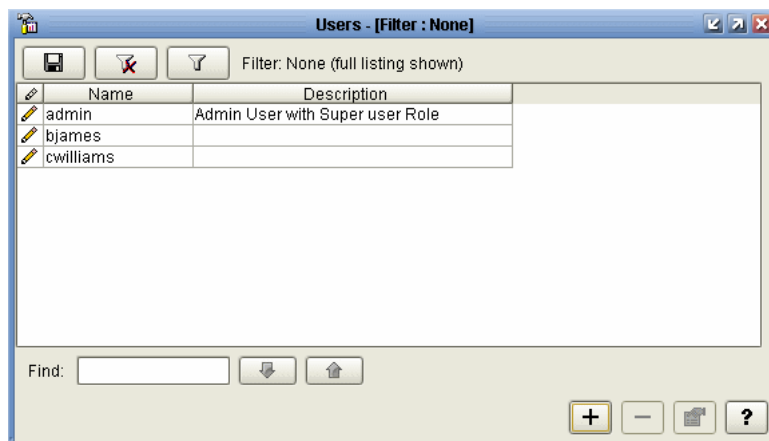 Users - [Filter : None]
Filter: None (full listing shown)
Name Description
admin Admin User with Super user Role
bjames
cwilliams
Find:
+ - ?